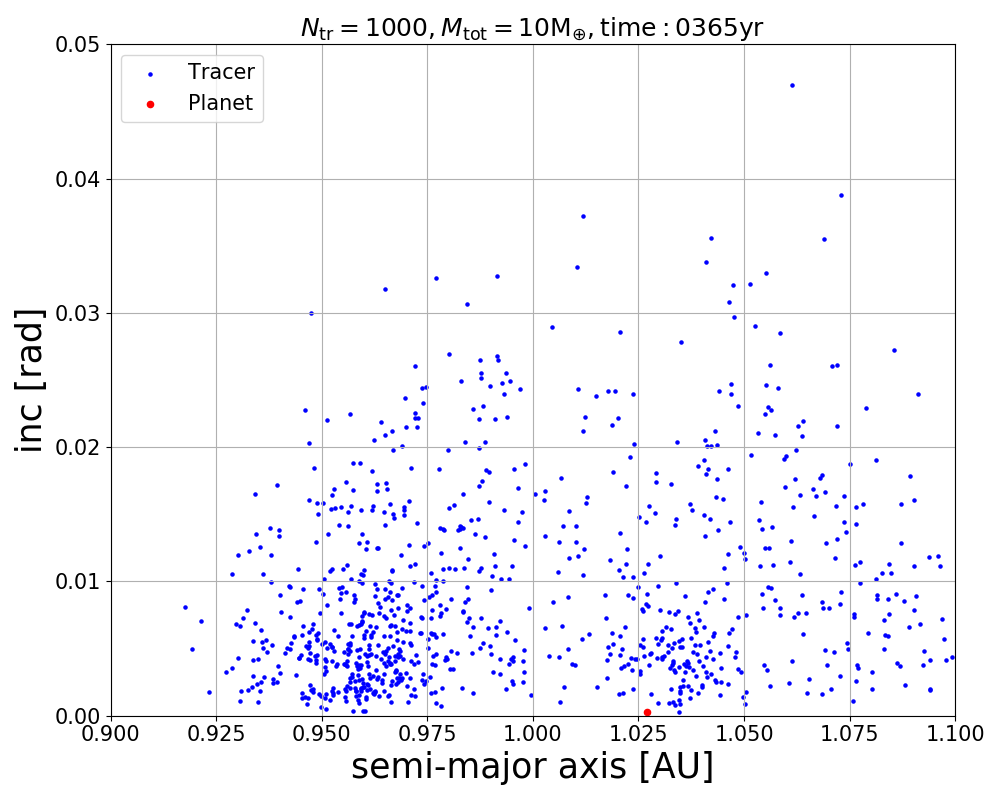 N_tr = 1000, M_tot = 10M_⊕, time : 0365yr
Tracer
Planet
0.05
0.04
0.03
0.02
0.01
0.00
inc [rad]
0.900 0.925 0.950 0.975 1.000 1.025 1.050 1.075 1.100
semi-major axis [AU]